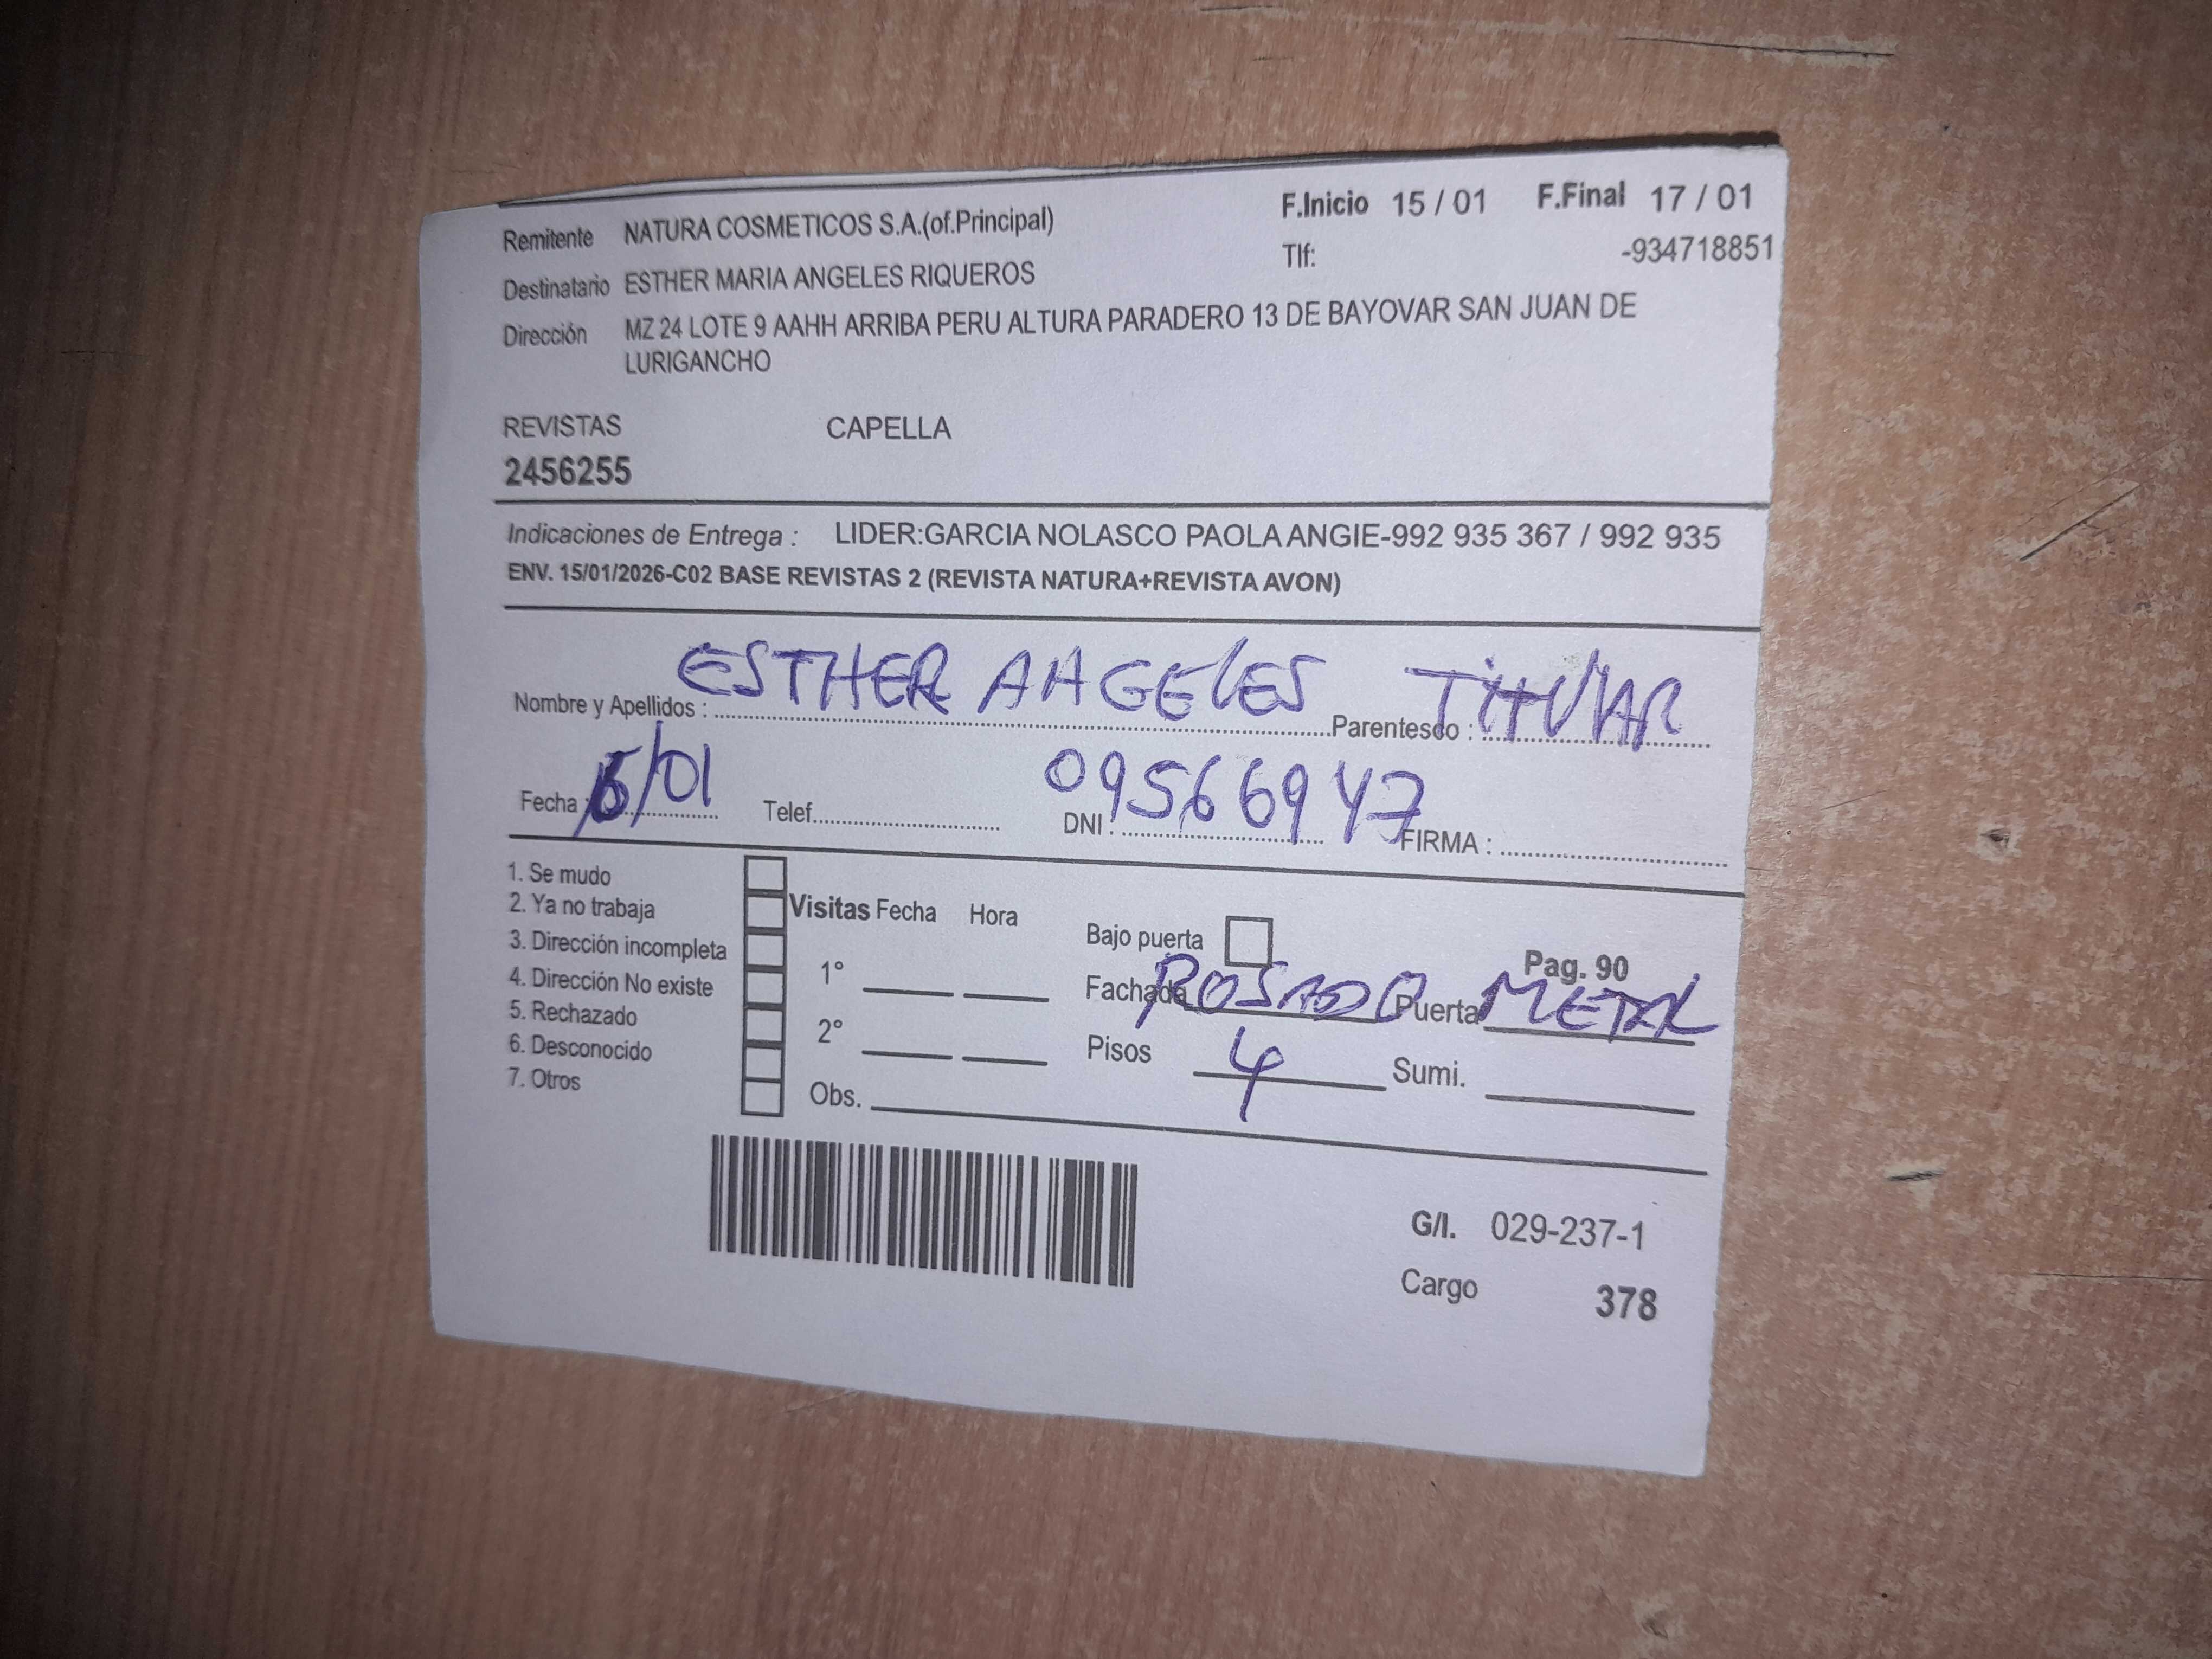 Remitente NATURA COSMETICOS S.A.(of.Principal) F.Inicio 15 / 01 F.Final 17 / 01
Destinatario ESTHER MARIA ANGELES RIQUEROS Tlf: -934718851
Dirección MZ 24 LOTE 9 AAHH ARRIBA PERU ALTURA PARADERO 13 DE BAYOVAR SAN JUAN DE
LURIGANCHO
REVISTAS CAPELLA
2456255
Indicaciones de Entrega : LIDER:GARCIA NOLASCO PAOLA ANGIE-992 935 367 / 992 935
ENV. 15/01/2026-C02 BASE REVISTAS 2 (REVISTA NATURA+REVISTA AVON)
Nombre y Apellidos : ESTHER ANGELES Parentesco : TITULAR
Fecha : /01 Telef. DNI : 09566947 FIRMA :
1. Se mudo
2. Ya no trabaja Visitas Fecha Hora
3. Dirección incompleta Bajo puerta Pag. 90
4. Dirección No existe 1° Fachada ROSADO Puerta METAL
5. Rechazado
6. Desconocido 2° Pisos 4 Sumi.
7. Otros Obs.
G/I. 029-237-1
Cargo 378